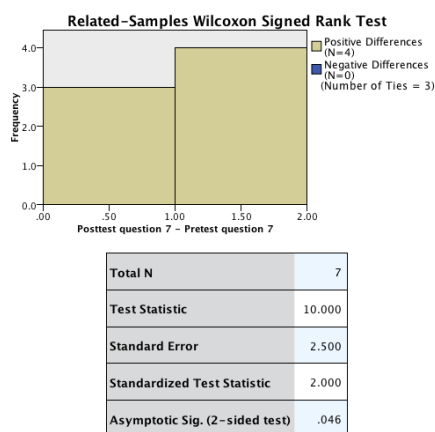 Related-Samples Wilcoxon Signed Rank Test
Positive Differences
(N=4)
Negative Differences
(N=0)
(Number of Ties = 3)
Frequency
4.0
3.0
2.0
1.0
0.0
.00 .50 1.00 1.50 2.00
Posttest question 7 - Pretest question 7
Total N 7
Test Statistic 10.000
Standard Error 2.500
Standardized Test Statistic 2.000
Asymptotic Sig. (2-sided test) .046